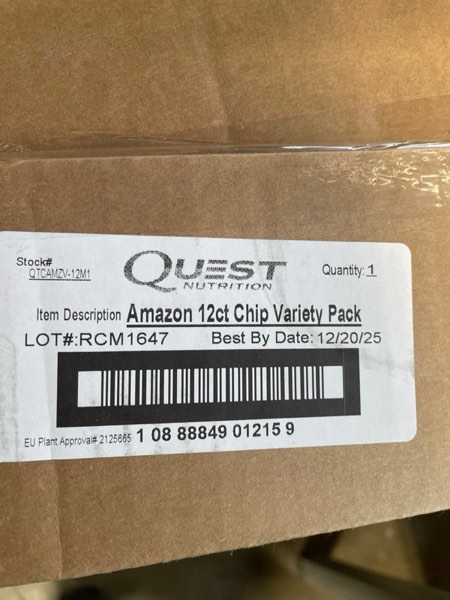 Stock#
QTCAMZV-12M1
QUEST
NUTRITION
Quantity: 1
Item Description Amazon 12ct Chip Variety Pack
LOT#:RCM1647 Best By Date: 12/20/25
EU Plant Approval# 2125665 1 08 88849 01215 9